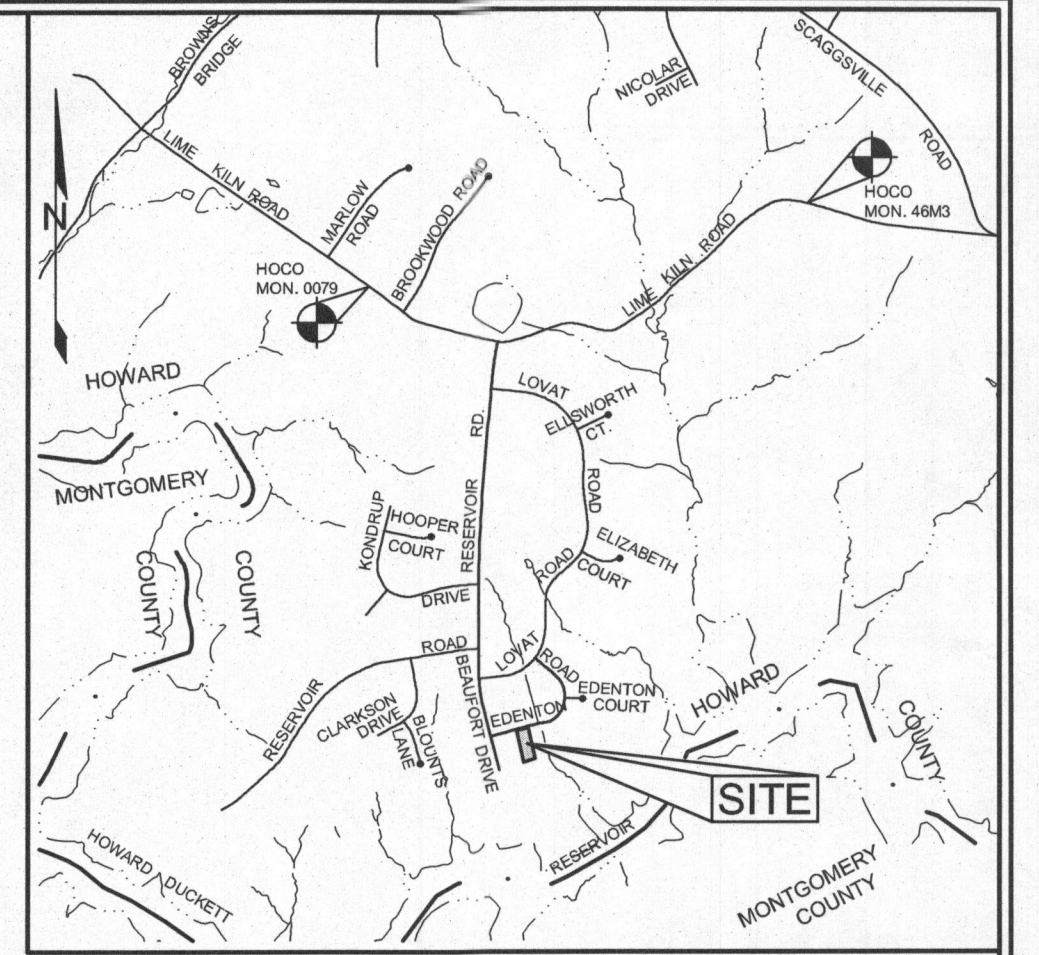 BROWNS
BRIDGE
SCAGGSVILLE
ROAD
NICOLAR
DRIVE
LIME KILN ROAD
MARLOW
ROAD
BROOKWOOD ROAD
HOCO
MON. 46M3
N
HOCO
MON. 0079
LIME KILN ROAD
HOWARD
MONTGOMERY
COUNTY
COUNTY
LOVAT
ELLSWORTH
CT
ROAD
RD.
RESERVOIR
KONDRUP
HOOPER
COURT
DRIVE
ELIZABETH
COURT
ROAD
LOVAT
ROAD
ROAD
RESERVOIR
BEAUFORT DRIVE
EDENTON
COURT
EDENTON
CLARKSON
DRIVE
BLOUNTS
LANE
HOWARD
COUNTY
SITE
RESERVOIR
HOWARD DUCKETT
MONTGOMERY
COUNTY